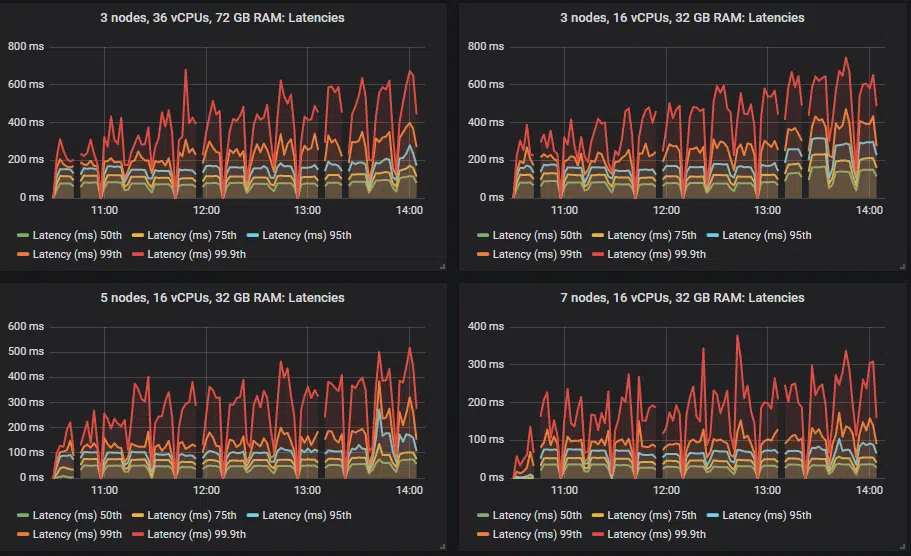 3 nodes, 36 vCPUs, 72 GB RAM: Latencies
800 ms
600 ms
400 ms
200 ms
0 ms
11:00 12:00 13:00 14:00
Latency (ms) 50th Latency (ms) 75th Latency (ms) 95th
Latency (ms) 99th Latency (ms) 99.9th
3 nodes, 16 vCPUs, 32 GB RAM: Latencies
800 ms
600 ms
400 ms
200 ms
0 ms
11:00 12:00 13:00 14:00
Latency (ms) 50th Latency (ms) 75th Latency (ms) 95th
Latency (ms) 99th Latency (ms) 99.9th
5 nodes, 16 vCPUs, 32 GB RAM: Latencies
600 ms
500 ms
400 ms
300 ms
200 ms
100 ms
0 ms
11:00 12:00 13:00 14:00
Latency (ms) 50th Latency (ms) 75th Latency (ms) 95th
Latency (ms) 99th Latency (ms) 99.9th
7 nodes, 16 vCPUs, 32 GB RAM: Latencies
400 ms
300 ms
200 ms
100 ms
0 ms
11:00 12:00 13:00 14:00
Latency (ms) 50th Latency (ms) 75th Latency (ms) 95th
Latency (ms) 99th Latency (ms) 99.9th